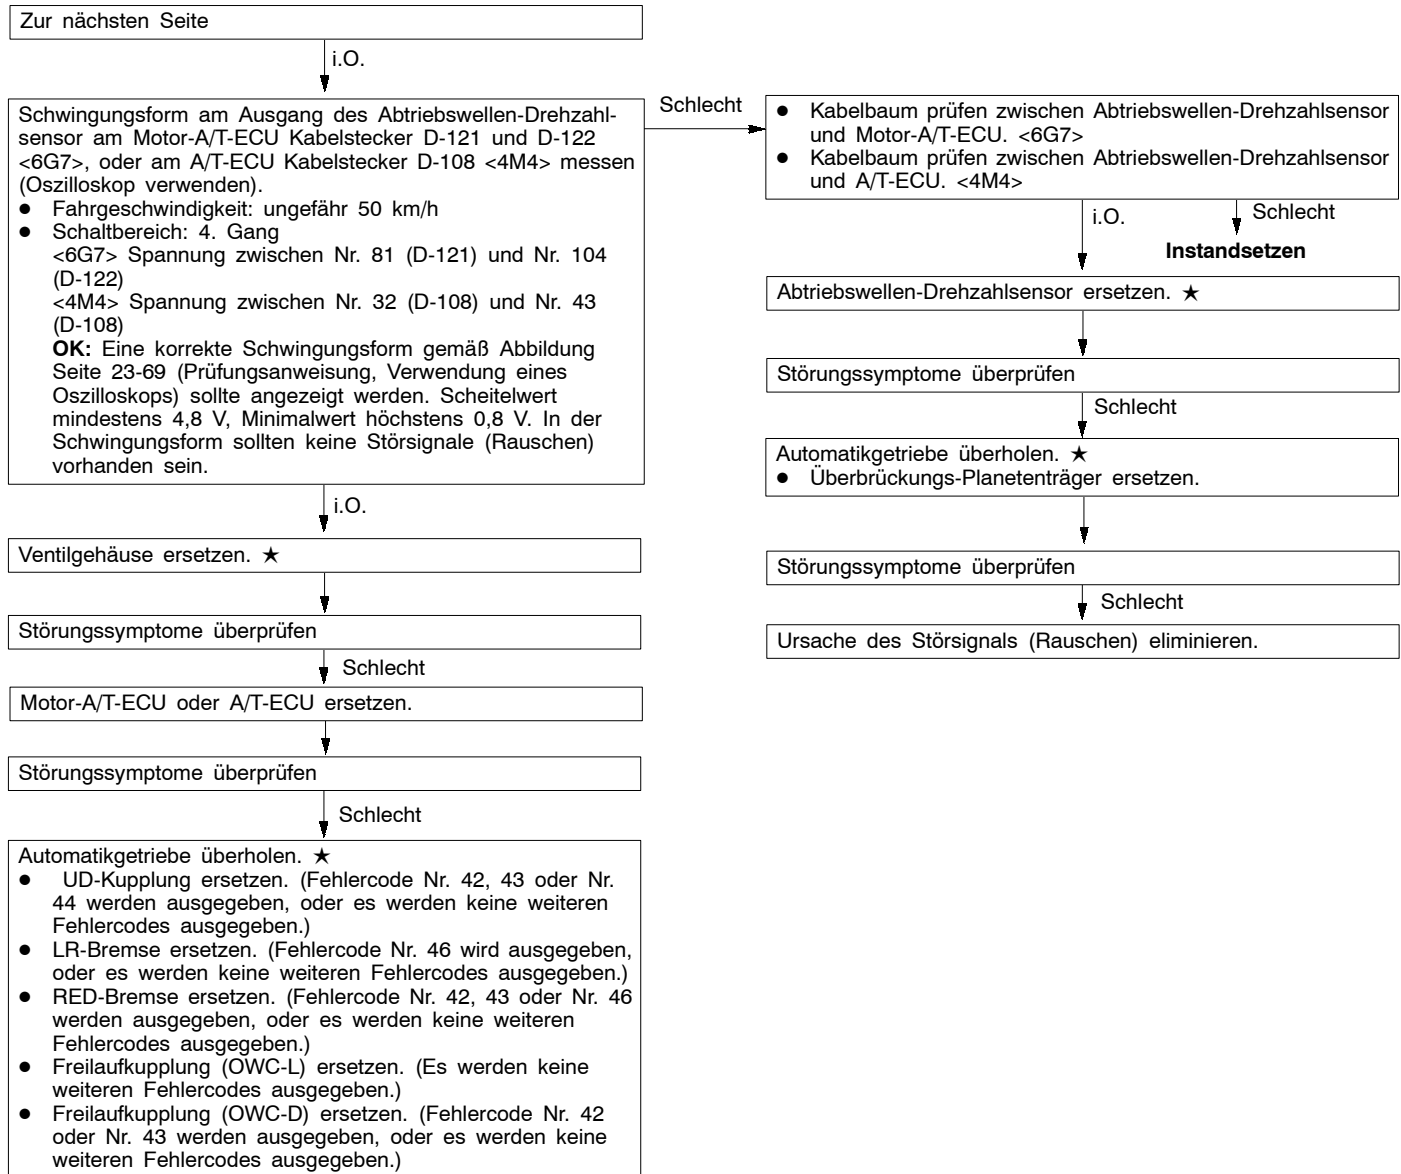 Zur nächsten Seite
i.O.
Schwingungsform am Ausgang des Abtriebswellen-Drehzahl-
sensor am Motor-A/T-ECU Kabelstecker D-121 und D-122
<6G7>, oder am A/T-ECU Kabelstecker D-108 <4M4> messen
(Oszilloskop verwenden).
● Fahrgeschwindigkeit: ungefähr 50 km/h
● Schaltbereich: 4. Gang
<6G7> Spannung zwischen Nr. 81 (D-121) und Nr. 104
(D-122)
<4M4> Spannung zwischen Nr. 32 (D-108) und Nr. 43
(D-108)
OK: Eine korrekte Schwingungsform gemäß Abbildung
Seite 23-69 (Prüfungsanweisung, Verwendung eines
Oszilloskops) sollte angezeigt werden. Scheitelwert
mindestens 4,8 V, Minimalwert höchstens 0,8 V. In der
Schwingungsform sollten keine Störsignale (Rauschen)
vorhanden sein.
i.O.
Ventilgehäuse ersetzen. ★
Störungssymptome überprüfen
Schlecht
Motor-A/T-ECU oder A/T-ECU ersetzen.
Störungssymptome überprüfen
Schlecht
Automatikgetriebe überholen. ★
● UD-Kupplung ersetzen. (Fehlercode Nr. 42, 43 oder Nr.
44 werden ausgegeben, oder es werden keine weiteren
Fehlercodes ausgegeben.)
● LR-Bremse ersetzen. (Fehlercode Nr. 46 wird ausgegeben,
oder es werden keine weiteren Fehlercodes ausgegeben.)
● RED-Bremse ersetzen. (Fehlercode Nr. 42, 43 oder Nr. 46
werden ausgegeben, oder es werden keine weiteren
Fehlercodes ausgegeben.)
● Freilaufkupplung (OWC-L) ersetzen. (Es werden keine
weiteren Fehlercodes ausgegeben.)
● Freilaufkupplung (OWC-D) ersetzen. (Fehlercode Nr. 42
oder Nr. 43 werden ausgegeben, oder es werden keine
weiteren Fehlercodes ausgegeben.)
Schlecht
● Kabelbaum prüfen zwischen Abtriebswellen-Drehzahlsensor
und Motor-A/T-ECU. <6G7>
● Kabelbaum prüfen zwischen Abtriebswellen-Drehzahlsensor
und A/T-ECU. <4M4>
i.O.
Schlecht
Instandsetzen
Abtriebswellen-Drehzahlsensor ersetzen. ★
Störungssymptome überprüfen
Schlecht
Automatikgetriebe überholen. ★
● Überbrückungs-Planetenträger ersetzen.
Störungssymptome überprüfen
Schlecht
Ursache des Störsignals (Rauschen) eliminieren.